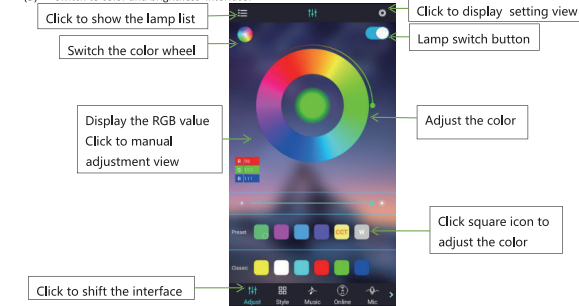 Click to show the lamp list
Click to display setting view
Switch the color wheel
Lamp switch button
Display the RGB value
Click to manual
adjustment view
Adjust the color
R
G
B 111
Preset
CCT
W
Click square icon to
adjust the color
Classic
Click to shift the interface
Adjust
Style
Music
Online
Mic